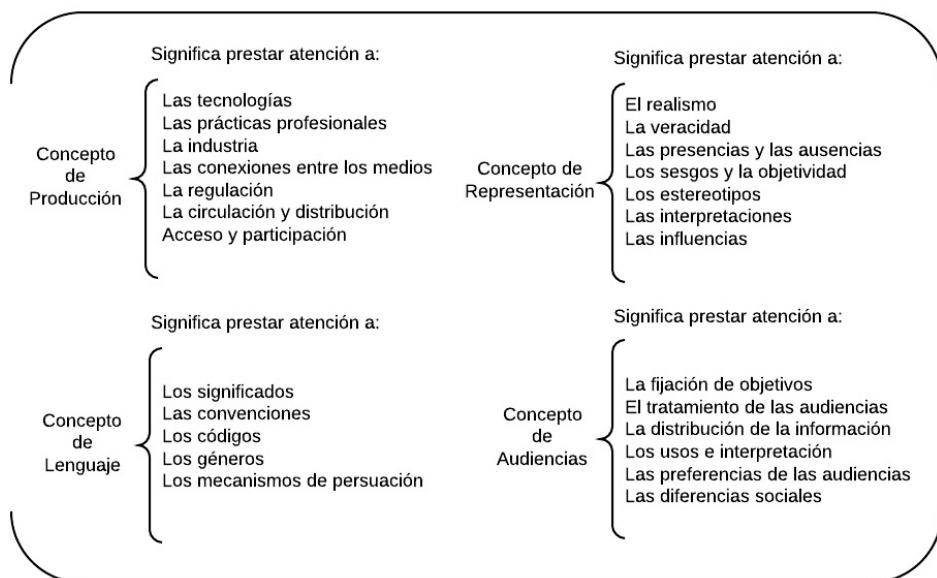 Significa prestar atención a:
Concepto
de
Producción
Las tecnologías
Las prácticas profesionales
La industria
Las conexiones entre los medios
La regulación
La circulación y distribución
Acceso y participación
Significa prestar atención a:
Concepto de
Representación
El realismo
La veracidad
Las presencias y las ausencias
Los sesgos y la objetividad
Los estereotipos
Las interpretaciones
Las influencias
Significa prestar atención a:
Concepto
de
Lenguaje
Los significados
Las convenciones
Los códigos
Los géneros
Los mecanismos de persuación
Significa prestar atención a:
Concepto
de
Audiencias
La fijación de objetivos
El tratamiento de las audiencias
La distribución de la información
Los usos e interpretación
Las preferencias de las audiencias
Las diferencias sociales